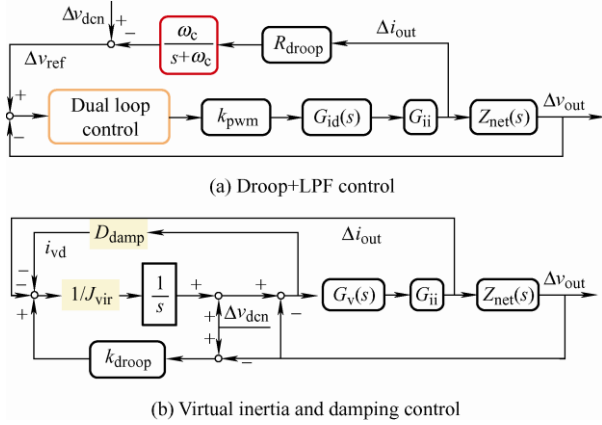 Δv_dcn
ω_c / (s+ω_c)
R_droop
Δi_out
Δv_ref
Dual loop control
k_pwm
G_id(s)
G_ii
Z_net(s)
Δv_out
(a) Droop+LPF control
D_damp
i_vd
Δi_out
1/J_vir
1/s
Δv_dcn
G_v(s)
G_ii
Z_net(s)
Δv_out
k_droop
(b) Virtual inertia and damping control